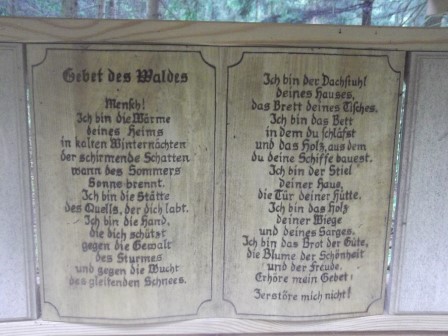 Gebet des Waldes
Mensch!
Ich bin die Wärme
deines Heims
in kalten Winternächten
der schirmende Schatten
wann des Sommers
Sonne brennt.
Ich bin die Stätte
des Quells, der dich labt.
Ich bin die Hand,
die dich schützt
gegen die Gewalt
des Sturmes
und gegen die Wucht
des gleitenden Schnees.
Ich bin der Dachstuhl
deines Hauses,
das Brett deines Tisches,
Ich bin das Bett
in dem du schläfst
und das Holz, aus dem
du deine Schiffe bauest.
Ich bin der Stiel
deiner Haue,
die Tür deiner Hütte.
Ich bin das Holz
deiner Wiege
und deines Sarges.
Ich bin das Brot der Güte,
die Blume der Schönheit
und der Freude.
Erhöre mein Gebet!
Zerstöre mich nicht!